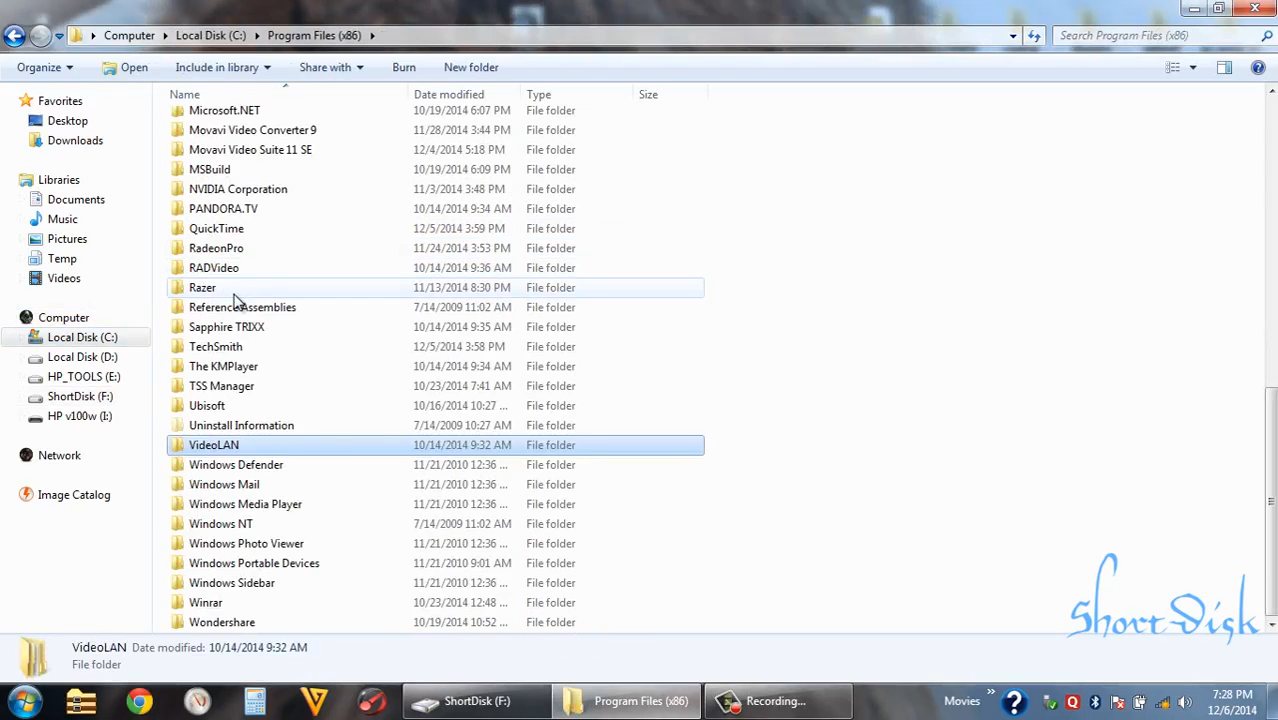 Computer Local Disk (C:) Program Files (x86) Search Program Files (x86)
Organize Open Include in library Share with Burn New folder
Name Date modified Type Size
Favorites
Desktop
Downloads
Libraries
Documents
Music
Pictures
Temp
Videos
Computer
Local Disk (C:)
Local Disk (D:)
HP_TOOLS (E:)
ShortDisk (F:)
HP v100w (I:)
Network
Image Catalog
Microsoft.NET 10/19/2014 6:07 PM File folder
Movavi Video Converter 9 11/28/2014 3:44 PM File folder
Movavi Video Suite 11 SE 12/4/2014 5:18 PM File folder
MSBuild 10/19/2014 6:09 PM File folder
NVIDIA Corporation 11/3/2014 3:48 PM File folder
PANDORA.TV 10/14/2014 9:34 AM File folder
QuickTime 12/5/2014 3:59 PM File folder
RadeonPro 11/24/2014 3:53 PM File folder
RADVideo 10/14/2014 9:36 AM File folder
Razer 11/13/2014 8:30 PM File folder
Reference Assemblies 7/14/2009 11:02 AM File folder
Sapphire TRIXX 10/14/2014 9:35 AM File folder
TechSmith 12/5/2014 3:58 PM File folder
The KMPlayer 10/14/2014 9:34 AM File folder
TSS Manager 10/23/2014 7:41 AM File folder
Ubisoft 10/16/2014 10:27 ... File folder
Uninstall Information 7/14/2009 10:27 AM File folder
VideoLAN 10/14/2014 9:32 AM File folder
Windows Defender 11/21/2010 12:36 ... File folder
Windows Mail 11/21/2010 12:36 ... File folder
Windows Media Player 11/21/2010 12:36 ... File folder
Windows NT 7/14/2009 11:02 AM File folder
Windows Photo Viewer 11/21/2010 12:36 ... File folder
Windows Portable Devices 11/21/2010 9:01 AM File folder
Windows Sidebar 11/21/2010 12:36 ... File folder
Winrar 10/23/2014 12:48 ... File folder
Wondershare 10/19/2014 10:52 ... File folder
ShortDisk
VideoLAN Date modified: 10/14/2014 9:32 AM
File folder
ShortDisk (F:) Program Files (x86) Recording... Movies » 7:28 PM
12/6/2014